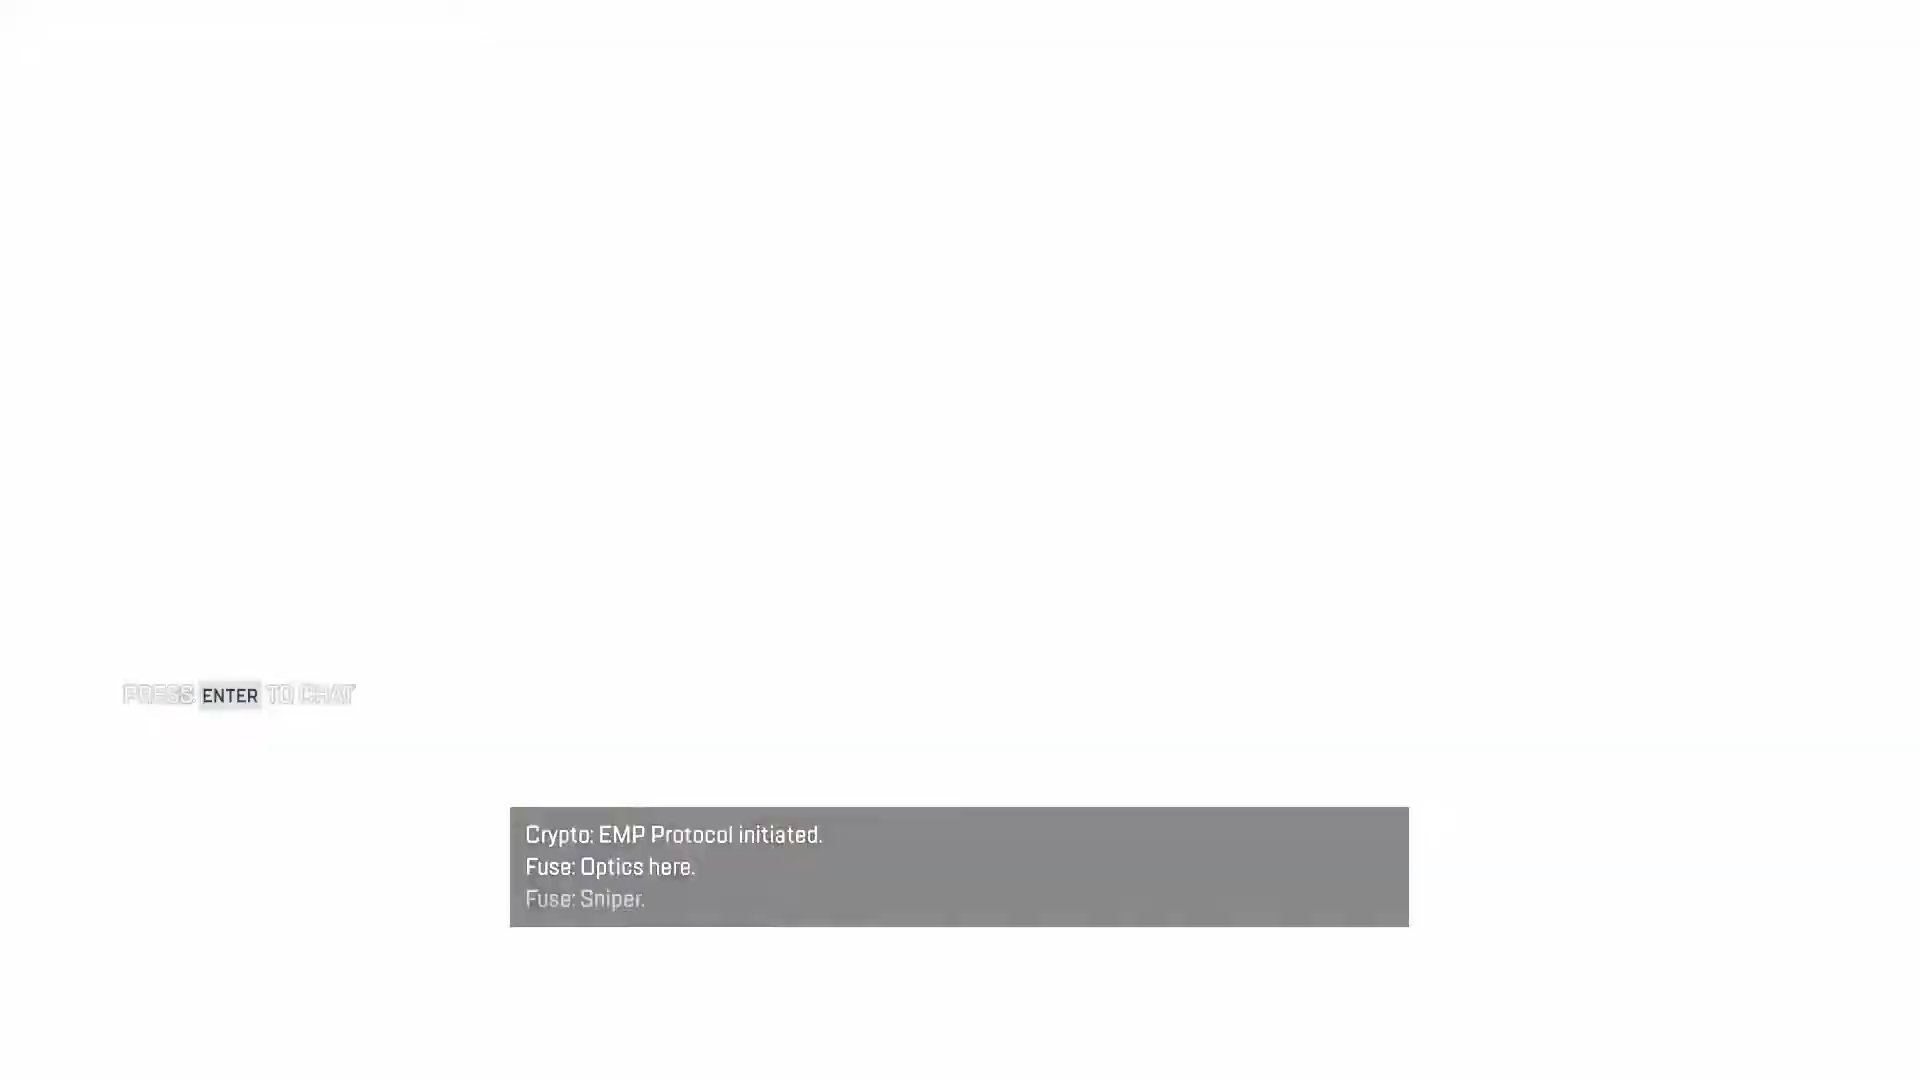 PRESS ENTER TO CHAT
Crypto: EMP Protocol initiated.
Fuse: Optics here.
Fuse: Sniper.